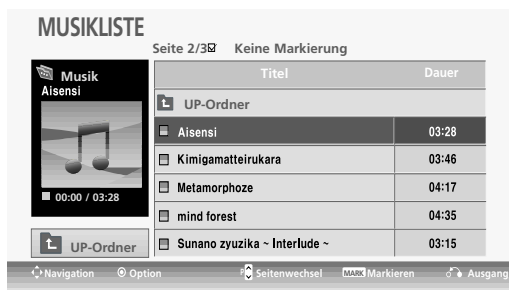 MUSIKLISTE
Seite 2/3 Keine Markierung
Musik
Aisensi
00:00 / 03:28
UP-Ordner
Titel Dauer
UP-Ordner
Aisensi 03:28
Kimigamatteirukara 03:46
Metamorphoze 04:17
mind forest 04:35
Sunano zyuzika ~ Interlude ~ 03:15
Navigation Option P Seitenwechsel MARK Markieren Ausgang